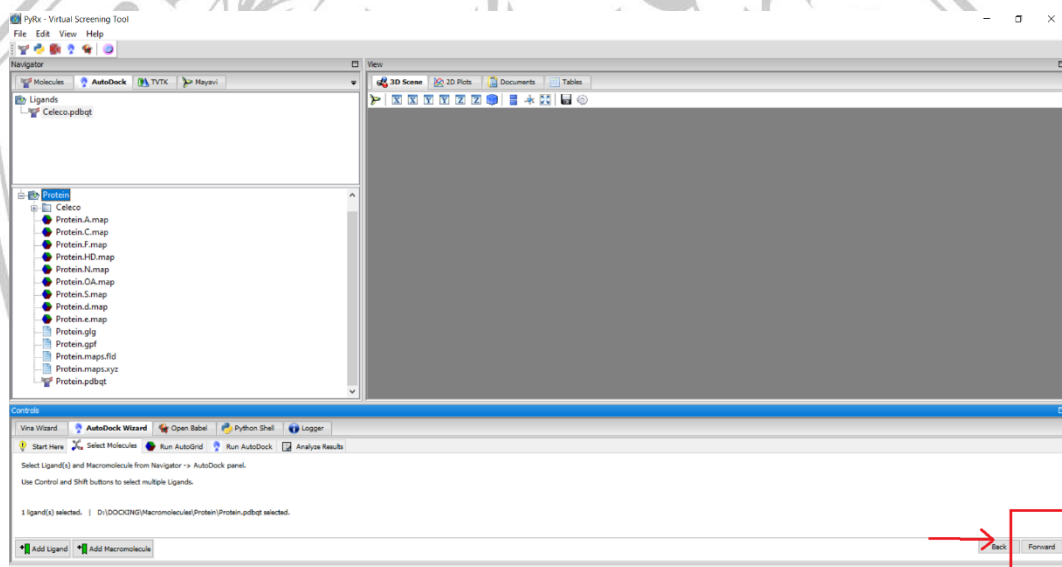 PyRx - Virtual Screening Tool
File Edit View Help
Navigator
View
Molecules AutoDock TVTK Mayavi
3D Scene 2D Plots Documents Tables
Ligands
X X Y Y Z Z
Celeco.pdbqt
Protein
Celeco
Protein.A.map
Protein.C.map
Protein.F.map
Protein.HD.map
Protein.N.map
Protein.OA.map
Protein.S.map
Protein.d.map
Protein.e.map
Protein.glg
Protein.gpf
Protein.maps.fld
Protein.maps.xyz
Protein.pdbqt
Controls
Vina Wizard AutoDock Wizard Open Babel Python Shell Logger
Start Here Select Molecules Run AutoGrid Run AutoDock Analyze Results
Select Ligand(s) and Macromolecule from Navigator -> AutoDock panel.
Use Control and Shift buttons to select multiple Ligands.
1 ligand(s) selected. | D:\DOCKING\Macromolecules\Protein\Protein.pdbqt selected.
Add Ligand Add Macromolecule Back Forward